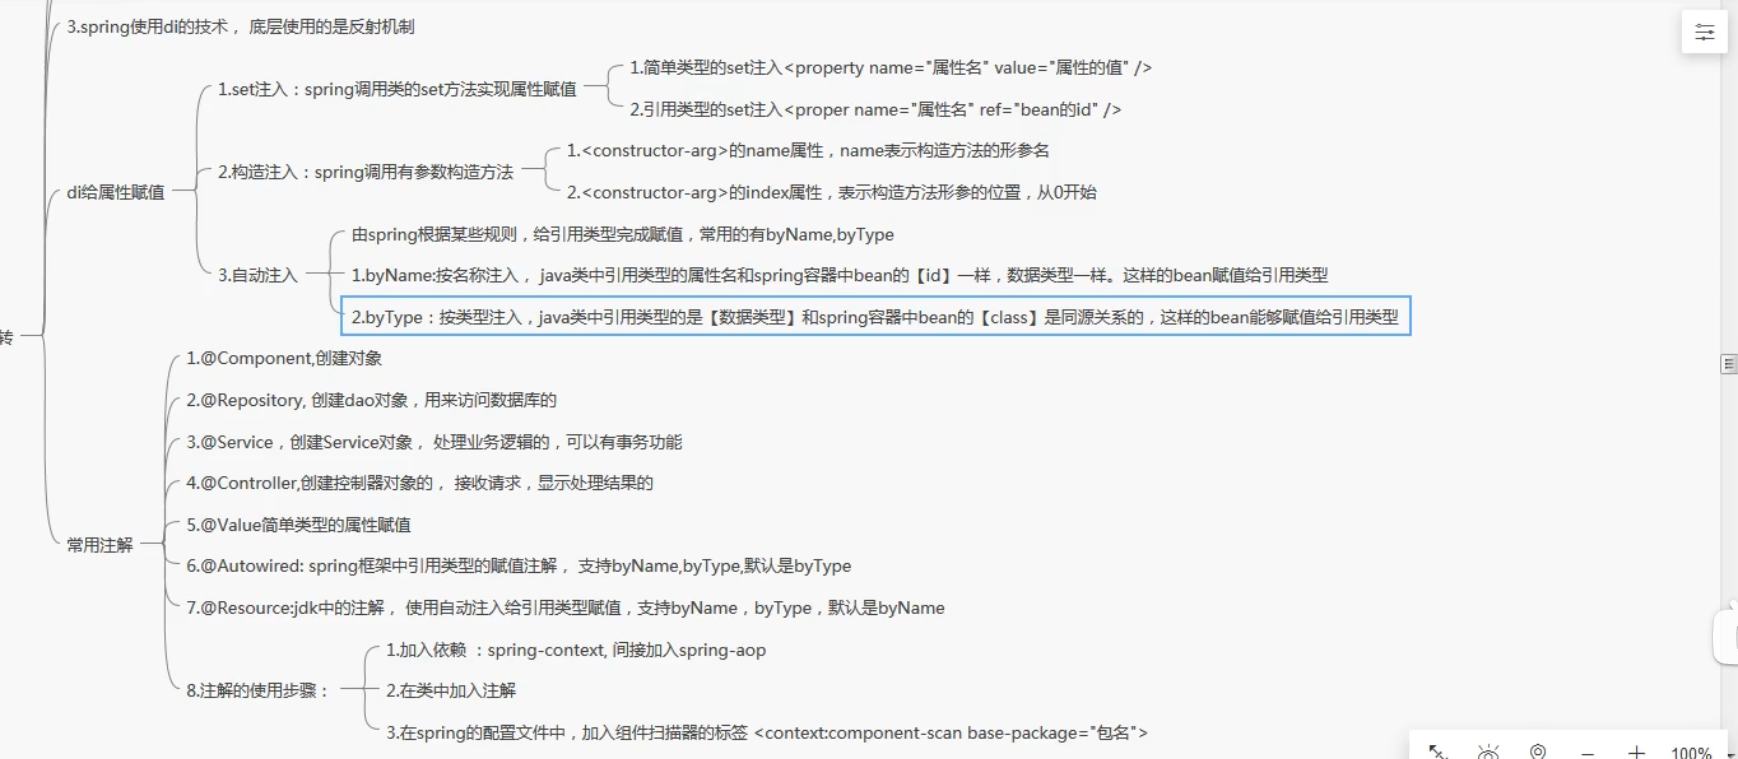 3.spring使用di的技术， 底层使用的是反射机制
1.简单类型的set注入<property name="属性名" value="属性的值" />
1.set注入：spring调用类的set方法实现属性赋值
2.引用类型的set注入<proper name="属性名" ref="bean的id" />
1.<constructor-arg>的name属性，name表示构造方法的形参名
2.构造注入：spring调用有参数构造方法
2.<constructor-arg>的index属性，表示构造方法形参的位置，从0开始
di给属性赋值
由spring根据某些规则，给引用类型完成赋值，常用的有byName,byType
3.自动注入
1.byName:按名称注入， java类中引用类型的属性名和spring容器中bean的【id】一样，数据类型一样。这样的bean赋值给引用类型
2.byType：按类型注入，java类中引用类型的是【数据类型】和spring容器中bean的【class】是同源关系的，这样的bean能够赋值给引用类型
转
1.@Component,创建对象
2.@Repository, 创建dao对象，用来访问数据库的
3.@Service，创建Service对象， 处理业务逻辑的，可以有事务功能
4.@Controller,创建控制器对象的， 接收请求，显示处理结果的
5.@Value简单类型的属性赋值
常用注解
6.@Autowired: spring框架中引用类型的赋值注解， 支持byName,byType,默认是byType
7.@Resource:jdk中的注解， 使用自动注入给引用类型赋值，支持byName，byType，默认是byName
1.加入依赖 ：spring-context, 间接加入spring-aop
8.注解的使用步骤：
2.在类中加入注解
3.在spring的配置文件中，加入组件扫描器的标签 <context:component-scan base-package="包名">
100%